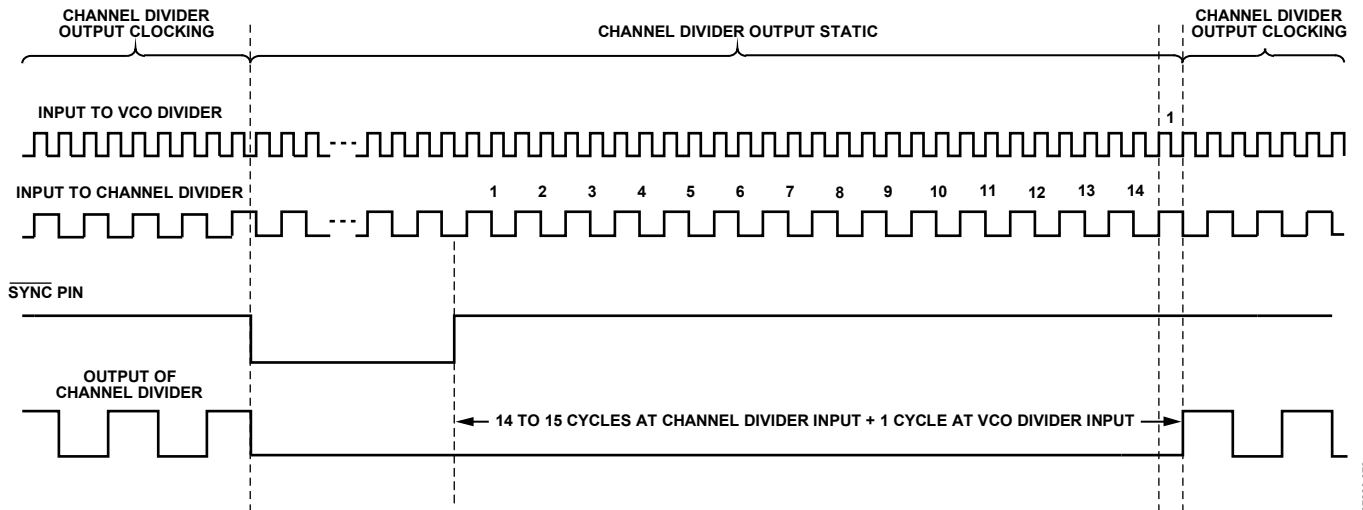 CHANNEL DIVIDER
OUTPUT CLOCKING
CHANNEL DIVIDER OUTPUT STATIC
CHANNEL DIVIDER
OUTPUT CLOCKING
INPUT TO VCO DIVIDER
1
INPUT TO CHANNEL DIVIDER
1 2 3 4 5 6 7 8 9 10 11 12 13 14
SYNC PIN
OUTPUT OF
CHANNEL DIVIDER
14 TO 15 CYCLES AT CHANNEL DIVIDER INPUT + 1 CYCLE AT VCO DIVIDER INPUT